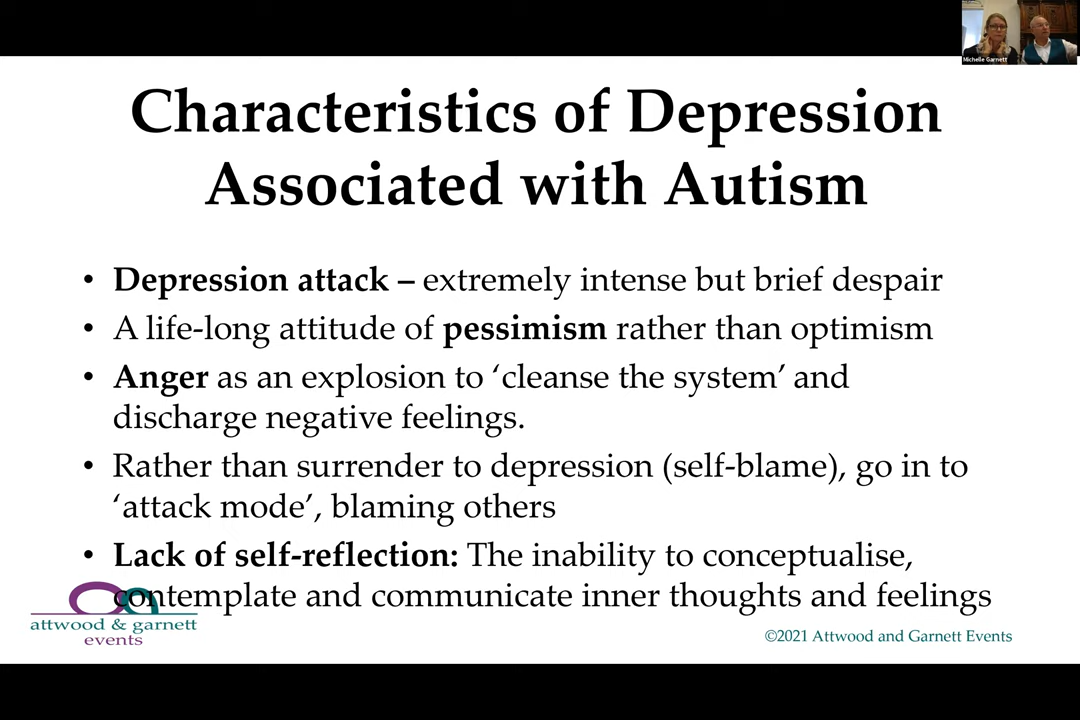 Michelle Garnett
Characteristics of Depression
Associated with Autism
• Depression attack – extremely intense but brief despair
• A life-long attitude of pessimism rather than optimism
• Anger as an explosion to ‘cleanse the system’ and
discharge negative feelings.
• Rather than surrender to depression (self-blame), go in to
‘attack mode’, blaming others
• Lack of self-reflection: The inability to conceptualise,
contemplate and communicate inner thoughts and feelings
attwood & garnett
events
©2021 Attwood and Garnett Events